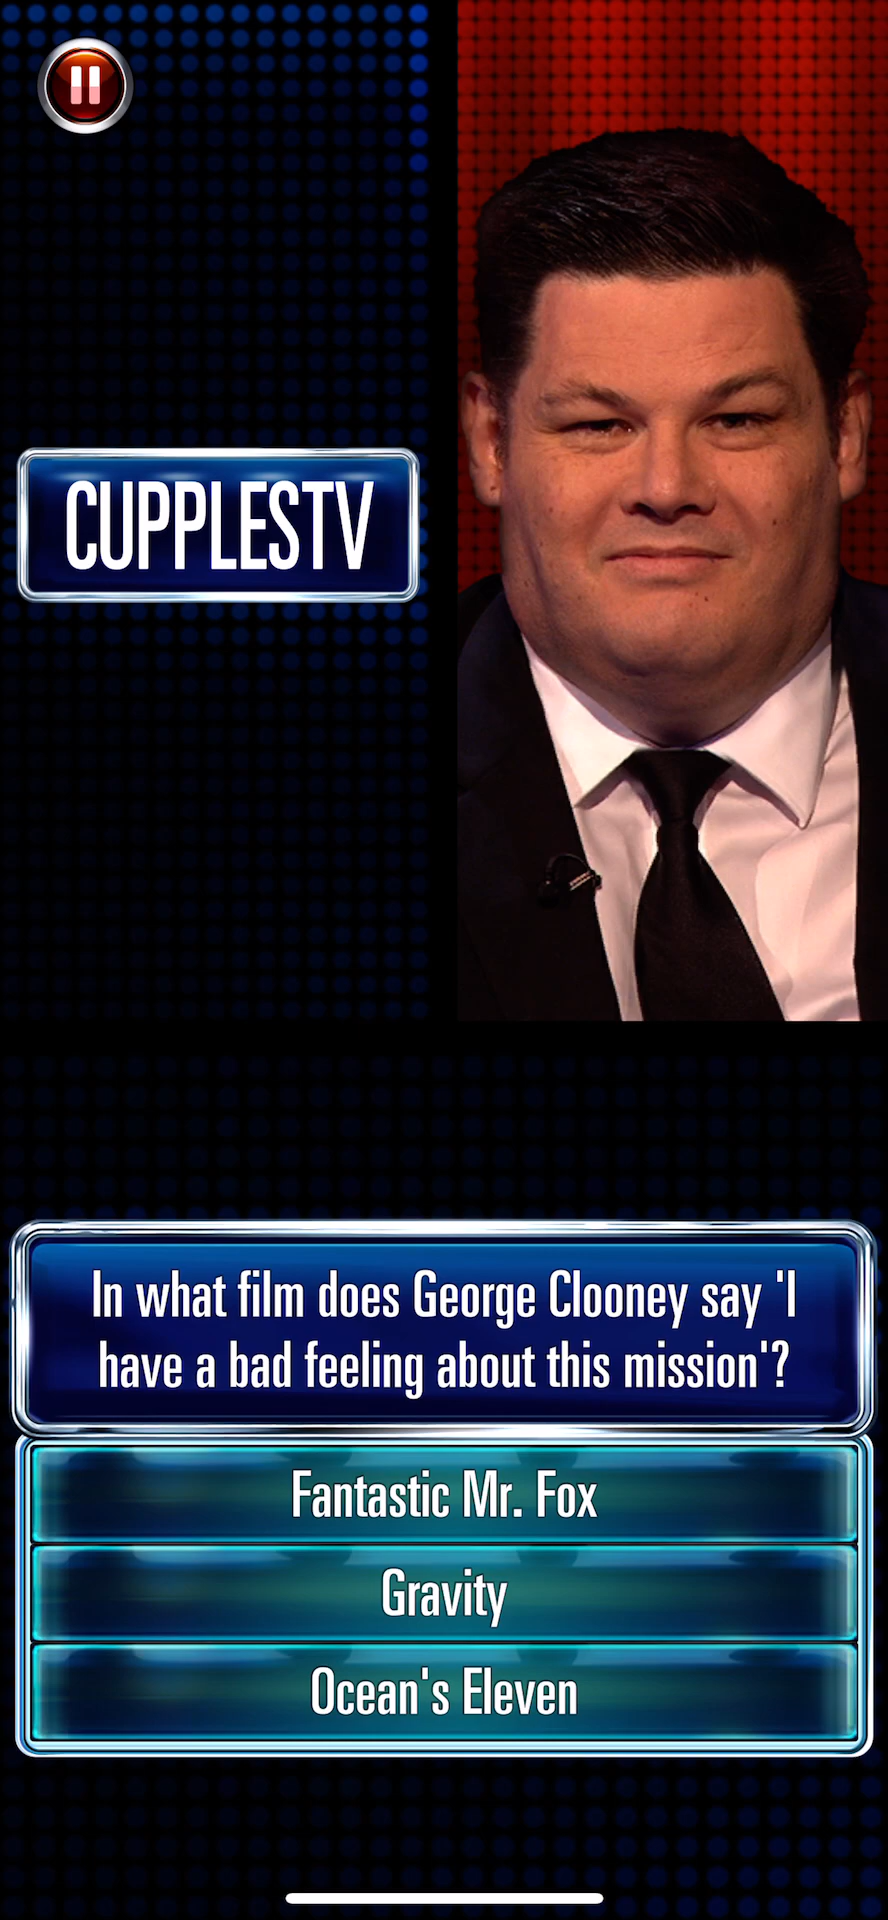 CUPPLESTV
In what film does George Clooney say 'I
have a bad feeling about this mission'?
Fantastic Mr. Fox
Gravity
Ocean's Eleven